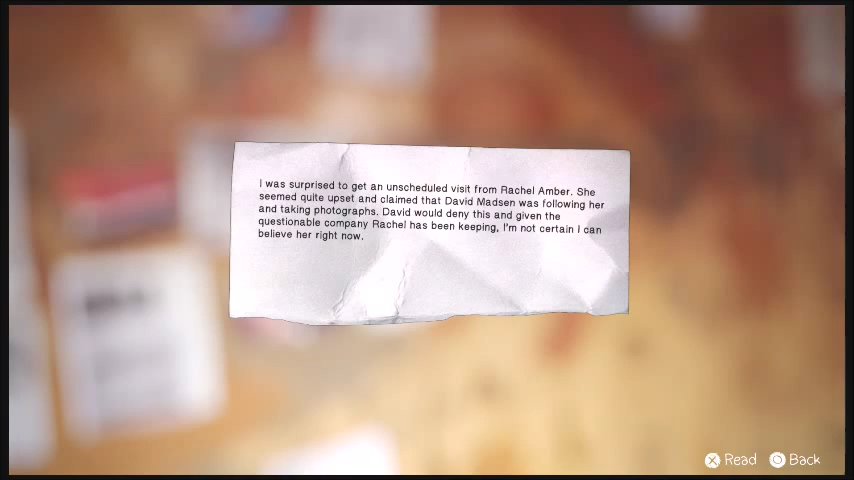 I was surprised to get an unscheduled visit from Rachel Amber. She
seemed quite upset and claimed that David Madsen was following her
and taking photographs. David would deny this and given the
questionable company Rachel has been keeping, I'm not certain I can
believe her right now.
Read Back